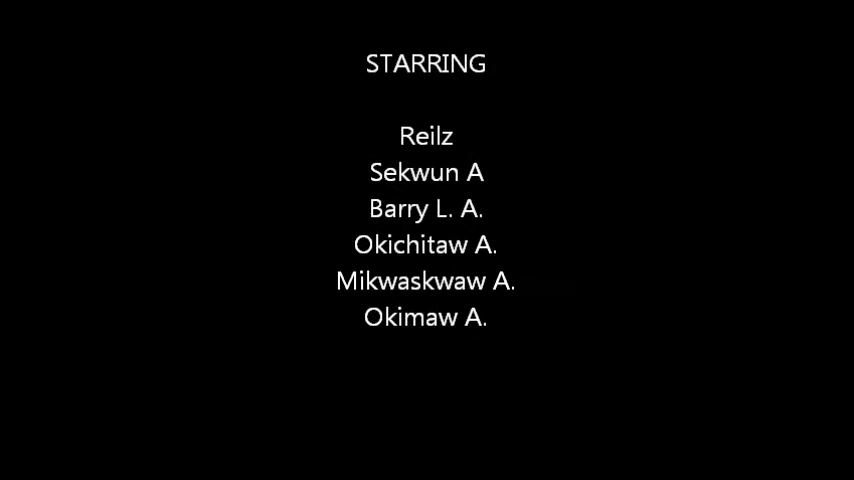 STARRING
Reilz
Sekwun A
Barry L. A.
Okichitaw A.
Mikwaskwaw A.
Okimaw A.